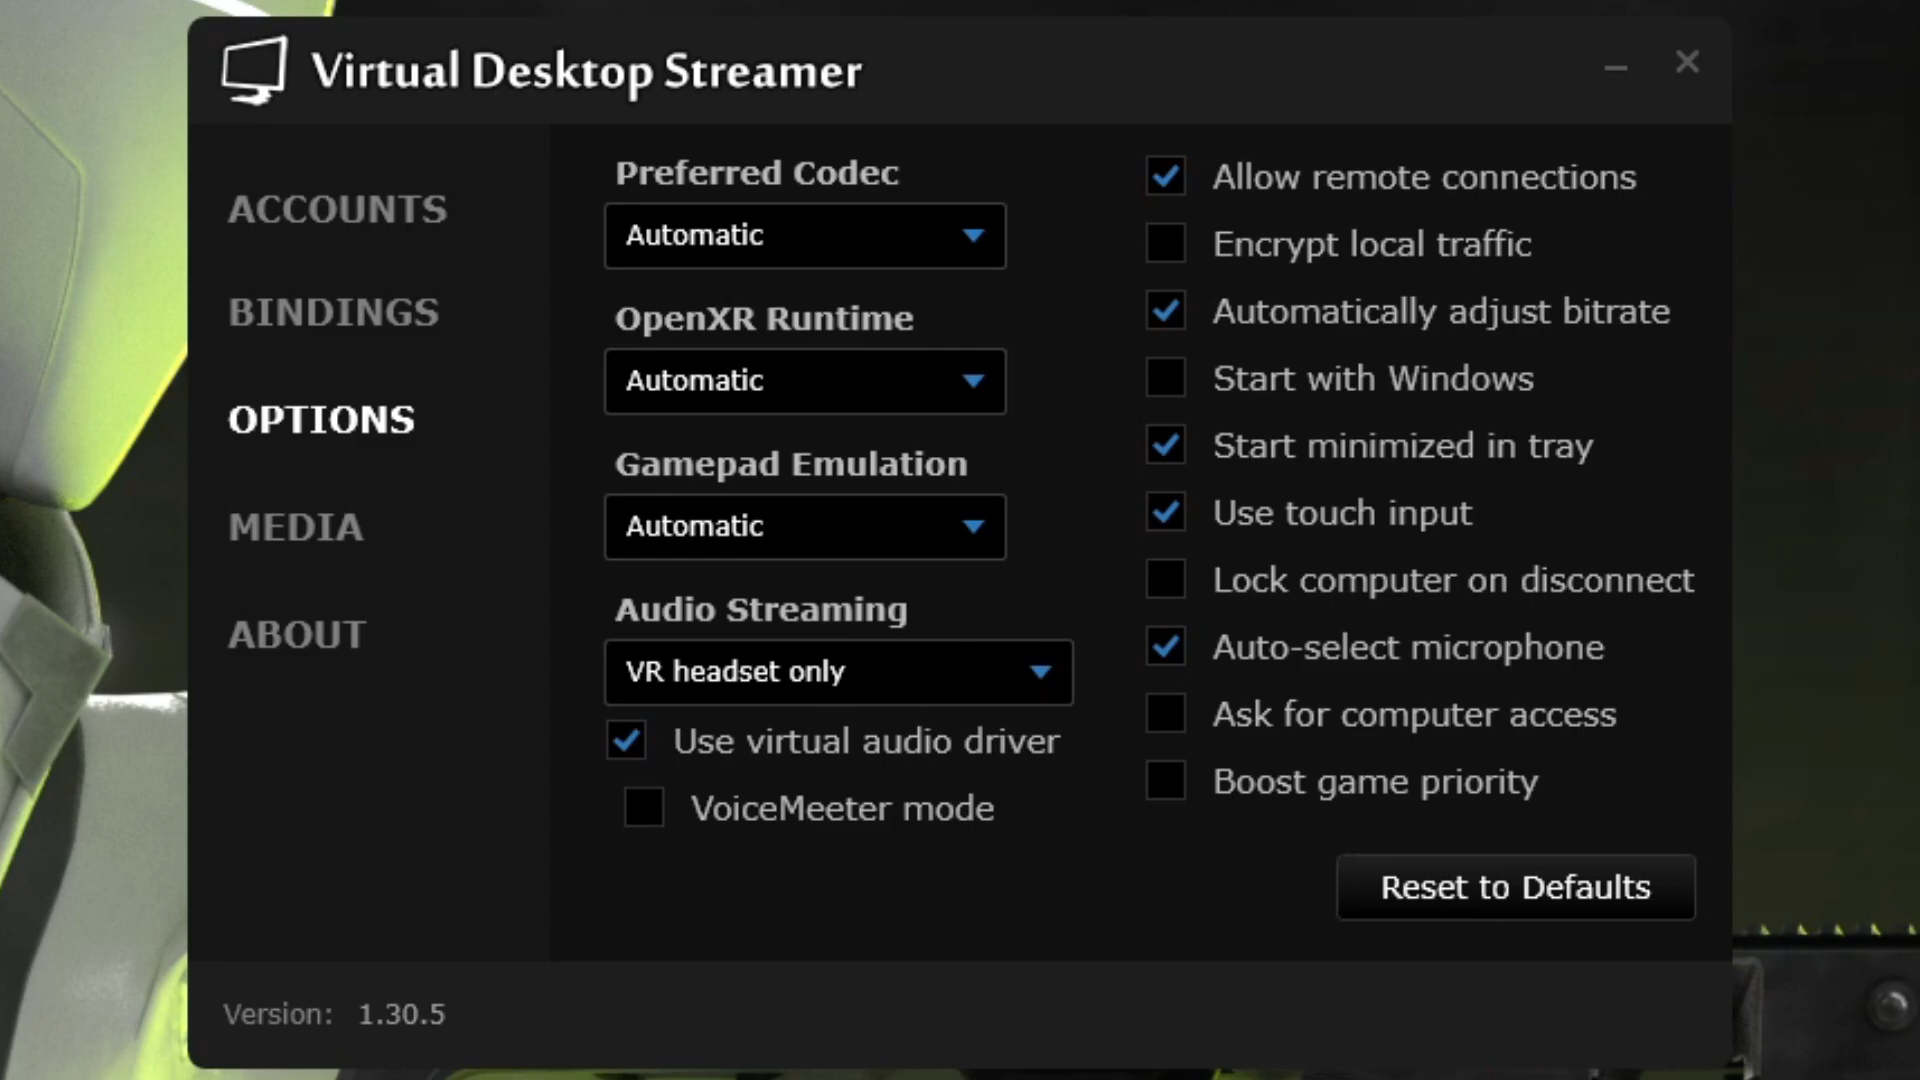 Virtual Desktop Streamer
ACCOUNTS
BINDINGS
OPTIONS
MEDIA
ABOUT
Preferred Codec
Automatic
OpenXR Runtime
Automatic
Gamepad Emulation
Automatic
Audio Streaming
VR headset only
Use virtual audio driver
VoiceMeeter mode
Allow remote connections
Encrypt local traffic
Automatically adjust bitrate
Start with Windows
Start minimized in tray
Use touch input
Lock computer on disconnect
Auto-select microphone
Ask for computer access
Boost game priority
Reset to Defaults
Version: 1.30.5